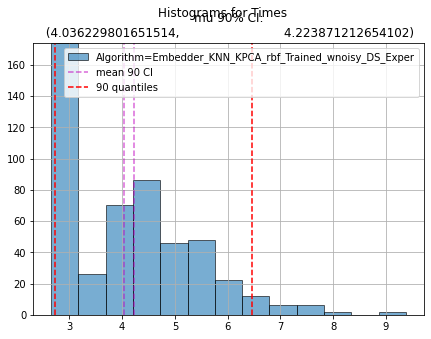 Histograms for Times
mu 90% CI:
(4.036229801651514, 4.223871212654102)
Algorithm=Embedder_KNN_KPCA_rbf_Trained_wnoisy_DS_Exper
mean 90 CI
90 quantiles
160
140
120
100
80
60
40
20
0
3 4 5 6 7 8 9